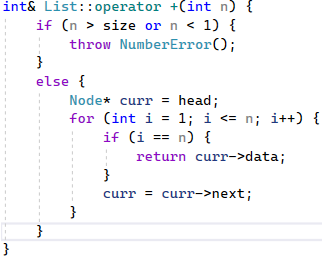 int& List::operator +(int n) {
    if (n > size or n < 1) {
        throw NumberError();
    }
    else {
        Node* curr = head;
        for (int i = 1; i <= n; i++) {
            if (i == n) {
                return curr->data;
            }
            curr = curr->next;
        }
    }
}